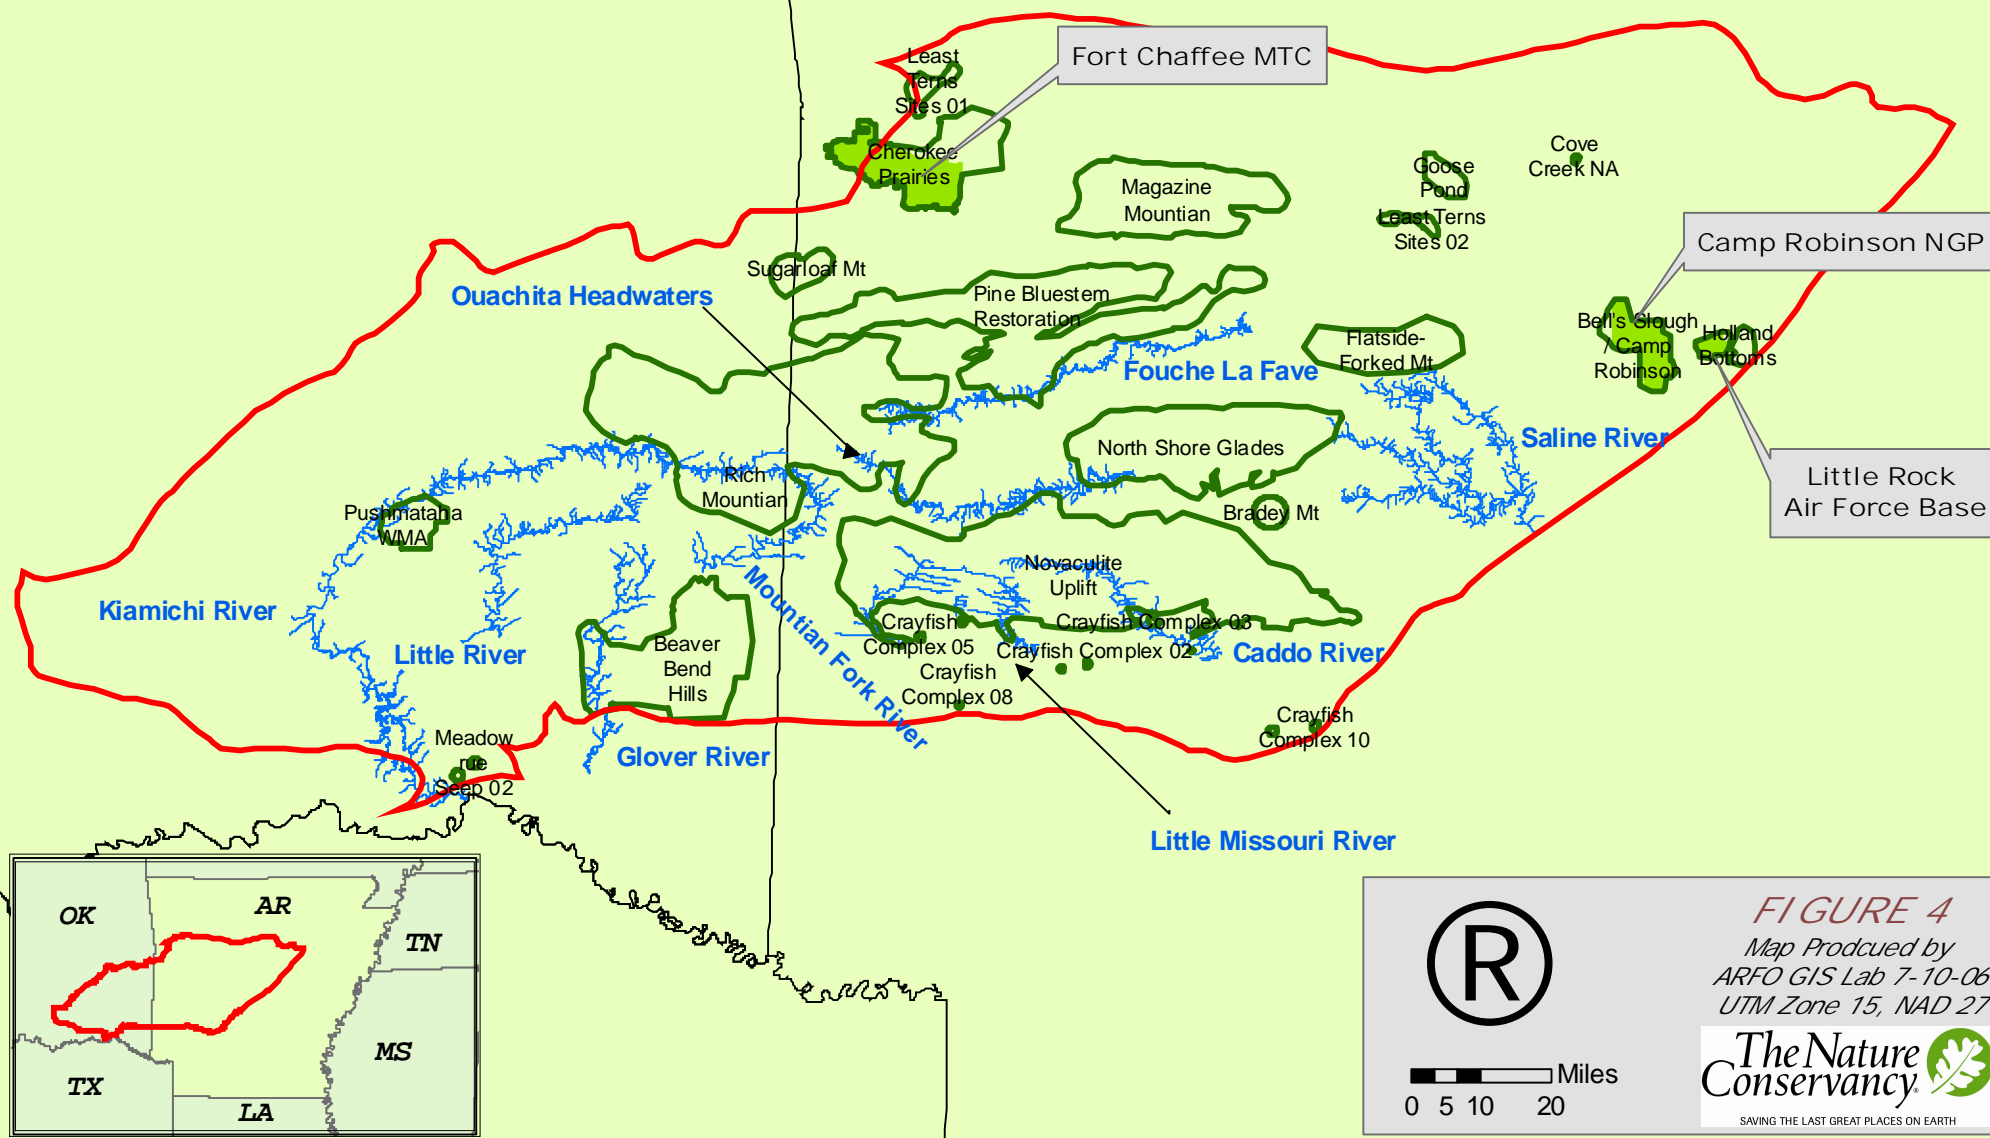 Least
Terns
Sites 01
Fort Chaffee MTC
Cherokee
Prairies
Magazine
Mountian
Goose
Pond
Cove
Creek NA
Least Terns
Sites 02
Camp Robinson NGP
Sugarloaf Mt
Ouachita Headwaters
Pine Bluestem
Restoration
Flatside-
Forked Mt
Bell's Slough
/ Camp
Robinson
Holland
Bottoms
Fouche La Fave
North Shore Glades
Saline River
Little Rock
Air Force Base
Rich
Mountian
Pushmataha
WMA
Bradey Mt
Novaculite
Uplift
Kiamichi River
Little River
Mountian Fork River
Beaver
Bend
Hills
Crayfish
Complex 05
Crayfish Complex 03
Crayfish Complex 02
Caddo River
Crayfish
Complex 08
Crayfish
Complex 10
Meadow
rue
Seep 02
Glover River
Little Missouri River
OK
AR
TN
MS
TX
LA
R
FIGURE 4
Map Prodcued by
ARFO GIS Lab 7-10-06
UTM Zone 15, NAD 27
Miles
0 5 10 20
The Nature
Conservancy
SAVING THE LAST GREAT PLACES ON EARTH